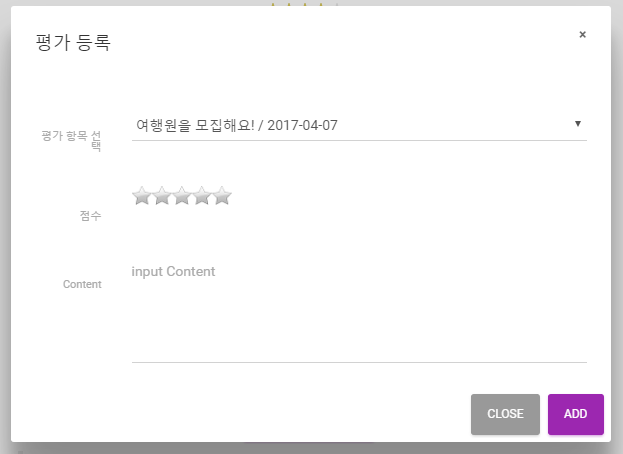 평가 등록
×
평가 항목 선
택
여행원을 모집해요! / 2017-04-07
점수
Content
input Content
CLOSE
ADD